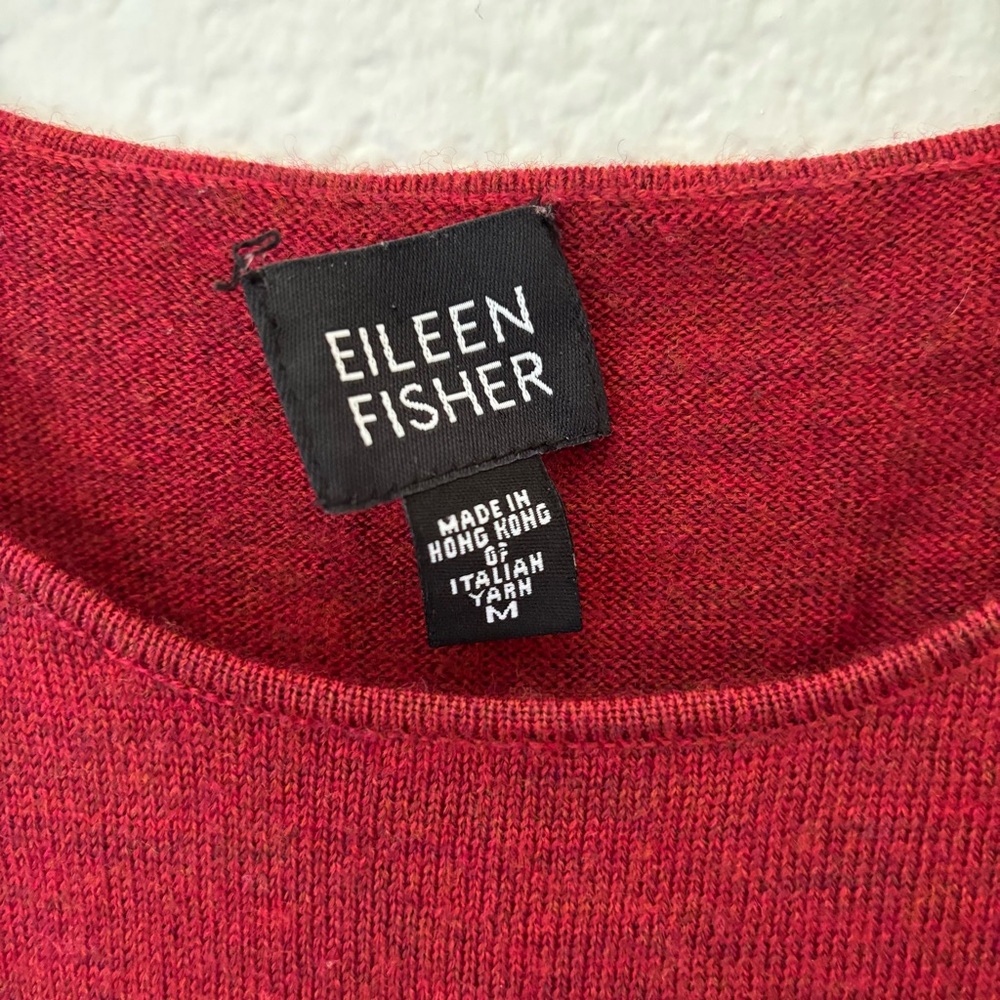 EILEEN
FISHER
MADE IN
HONG KONG
OF
ITALIAN
YARN
M